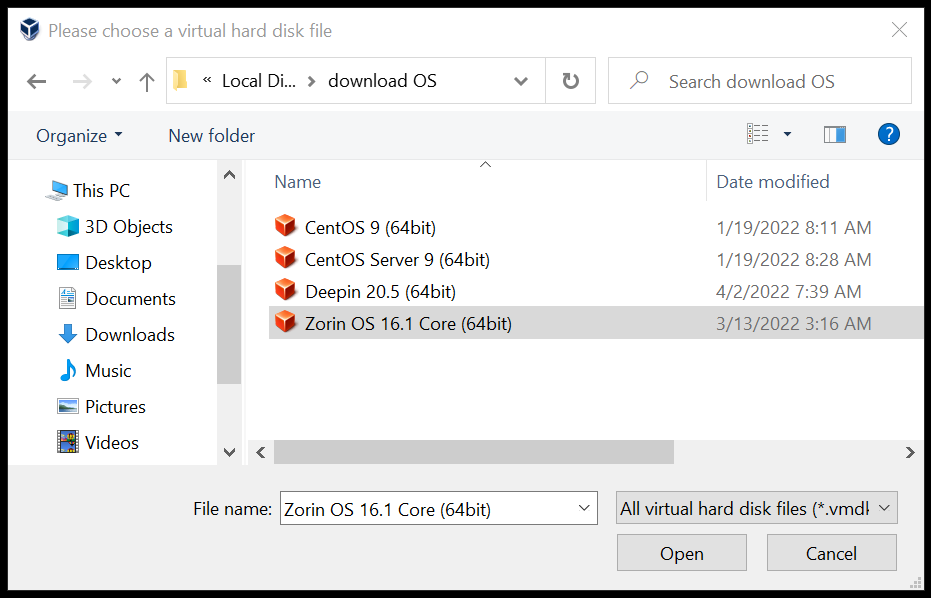 Please choose a virtual hard disk file
« Local Di... > download OS
Search download OS
Organize New folder
?
This PC
3D Objects
Desktop
Documents
Downloads
Music
Pictures
Videos
Name Date modified
CentOS 9 (64bit) 1/19/2022 8:11 AM
CentOS Server 9 (64bit) 1/19/2022 8:28 AM
Deepin 20.5 (64bit) 4/2/2022 7:39 AM
Zorin OS 16.1 Core (64bit) 3/13/2022 3:16 AM
File name: Zorin OS 16.1 Core (64bit) All virtual hard disk files (*.vmdk
Open Cancel